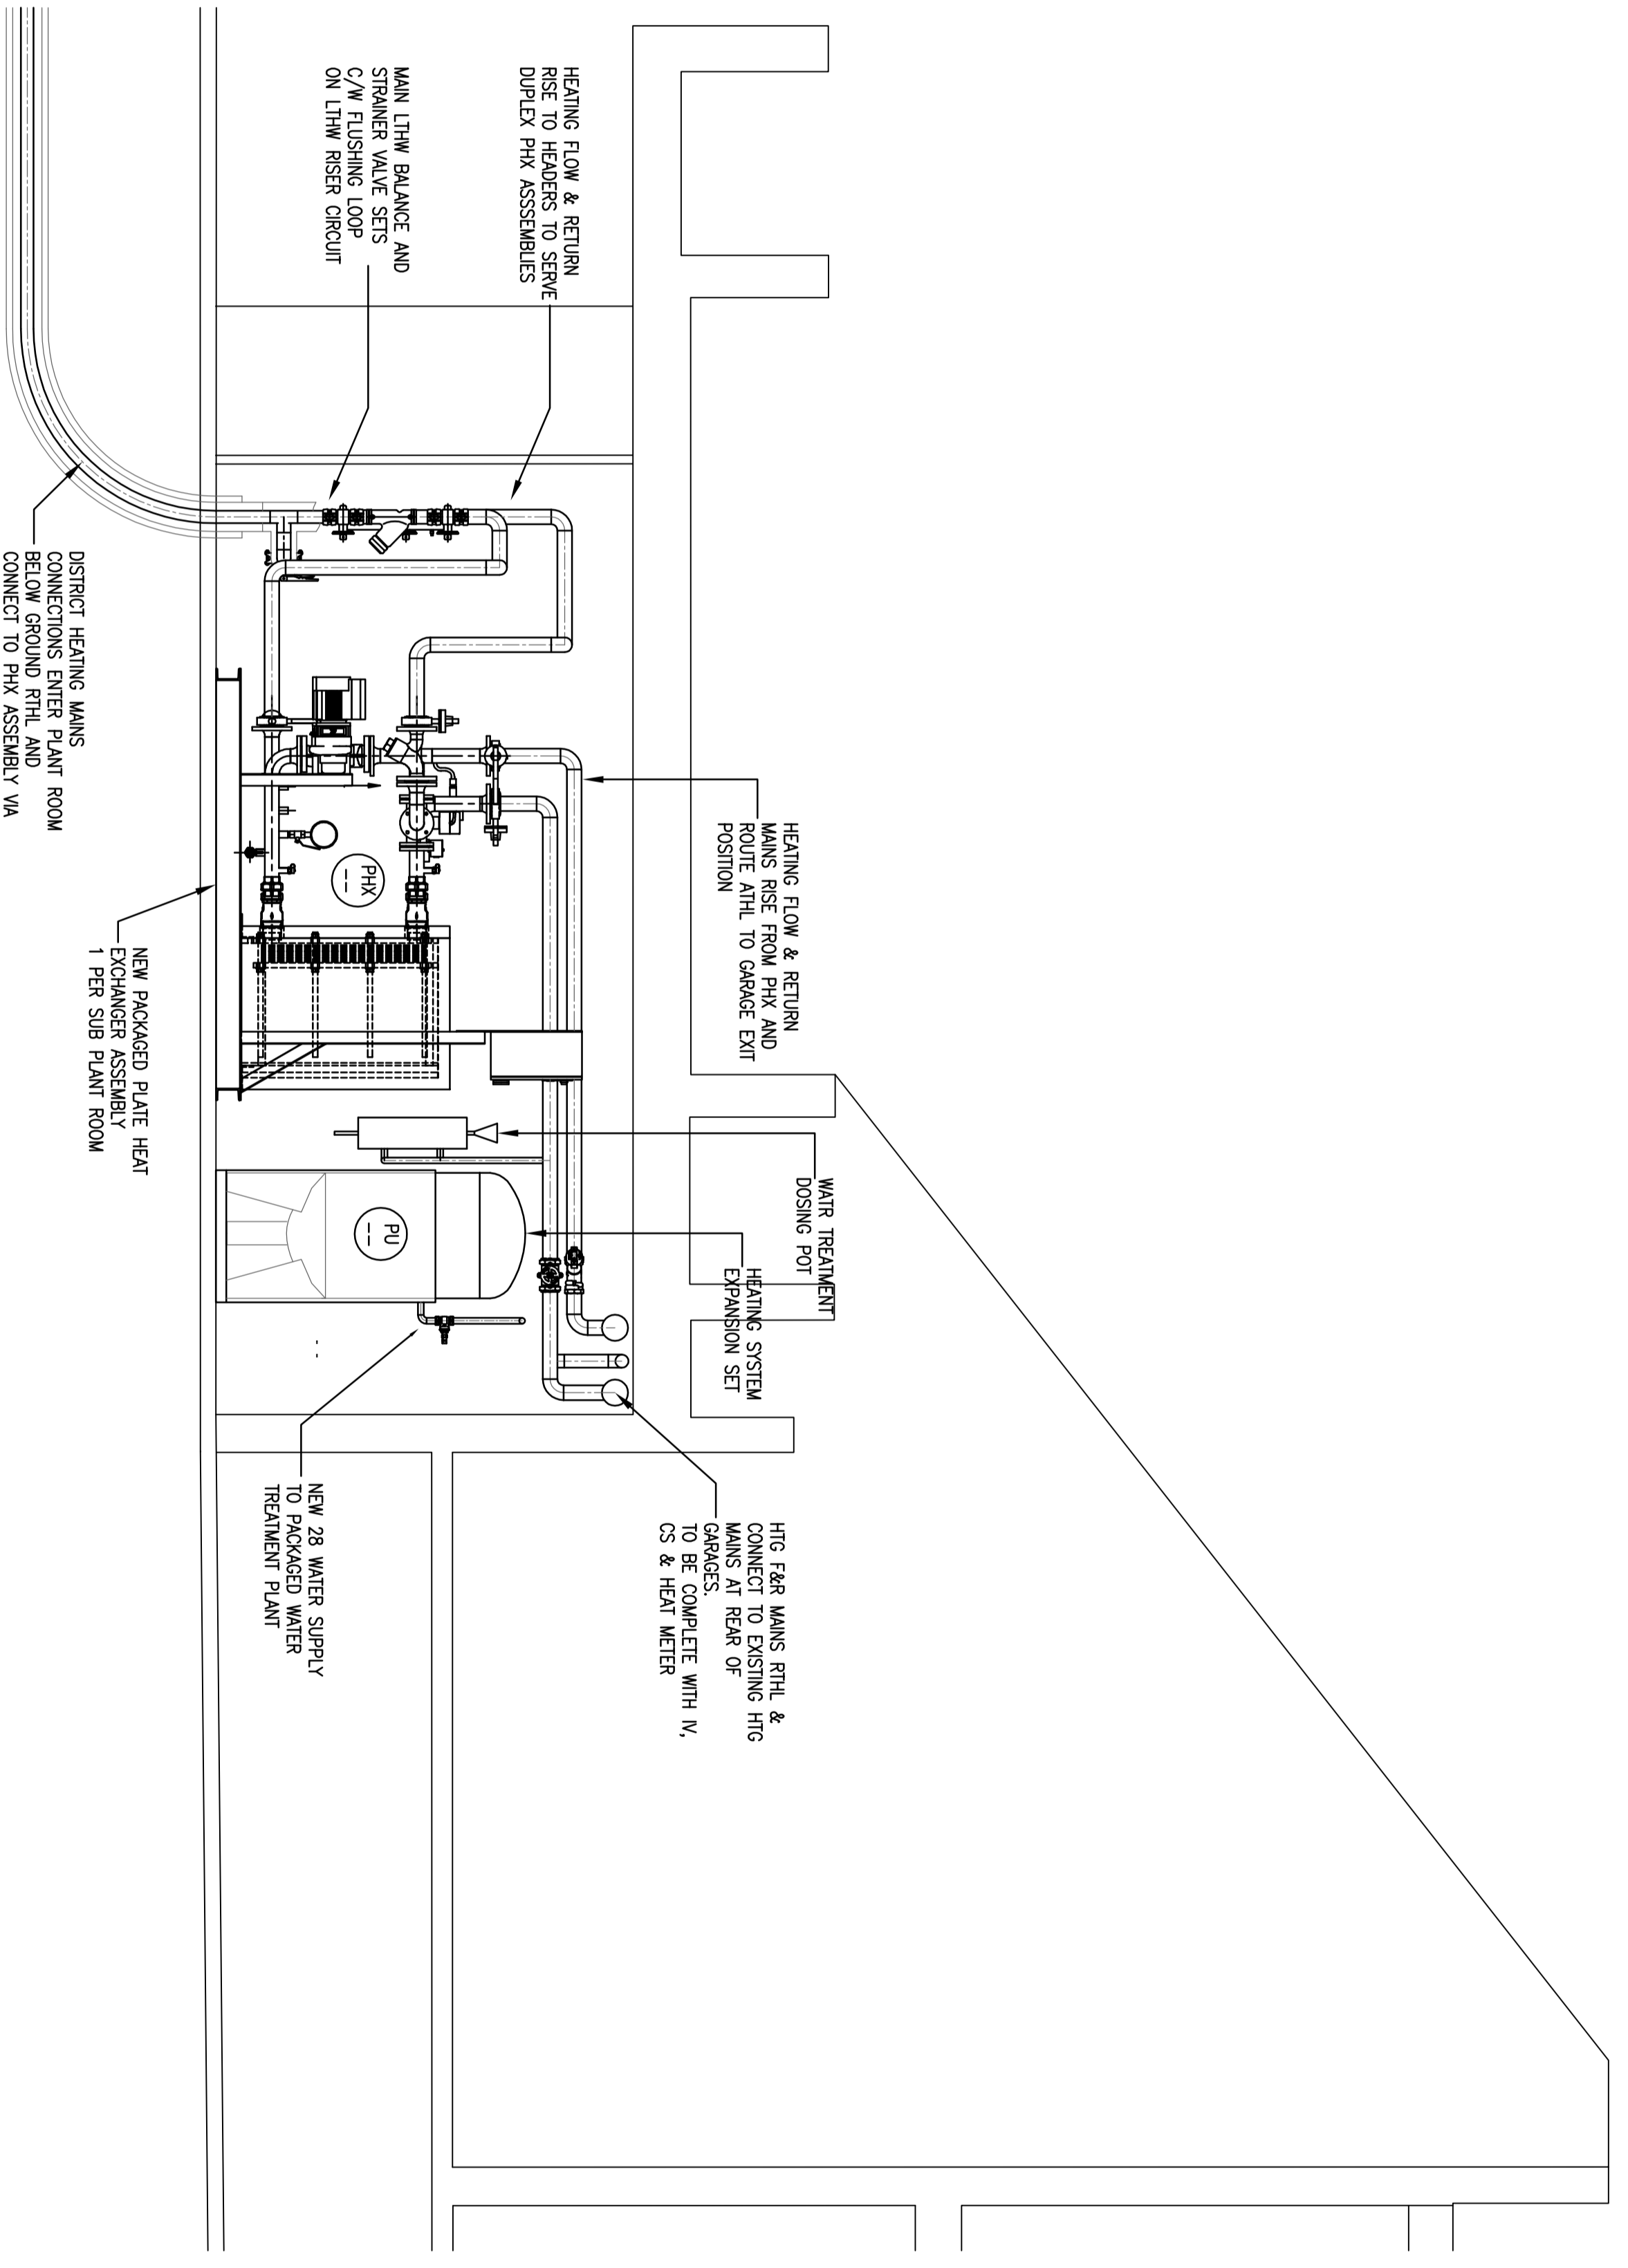 HEATING FLOW & RETURN
RISE TO HEADERS TO SERVE
DUPLEX PHX ASSSEMBLIES
MAIN LTHW BALANCE AND
STRAINER VALVE SETS
C/W FLUSHING LOOP
ON LTHW RISER CIRCUIT
DISTRICT HEATING MAINS
CONNECTIONS ENTER PLANT ROOM
BELOW GROUND RTHL AND
CONNECT TO PHX ASSEMBLY VIA
HEATING FLOW & RETURN
MAINS RISE FROM PHX AND
ROUTE ATHL TO GARAGE EXIT
POSITION
PHX
--
NEW PACKAGED PLATE HEAT
EXCHANGER ASSEMBLY
1 PER SUB PLANT ROOM
WATR TREATMENT
DOSING POT
HEATING SYSTEM
EXPANSION SET
PU
--
- -
HTG F&R MAINS RTHL &
CONNECT TO EXISTING HTG
MAINS AT REAR OF
GARAGES.
TO BE COMPLETE WITH IV,
CS & HEAT METER
NEW 28 WATER SUPPLY
TO PACKAGED WATER
TREATMENT PLANT